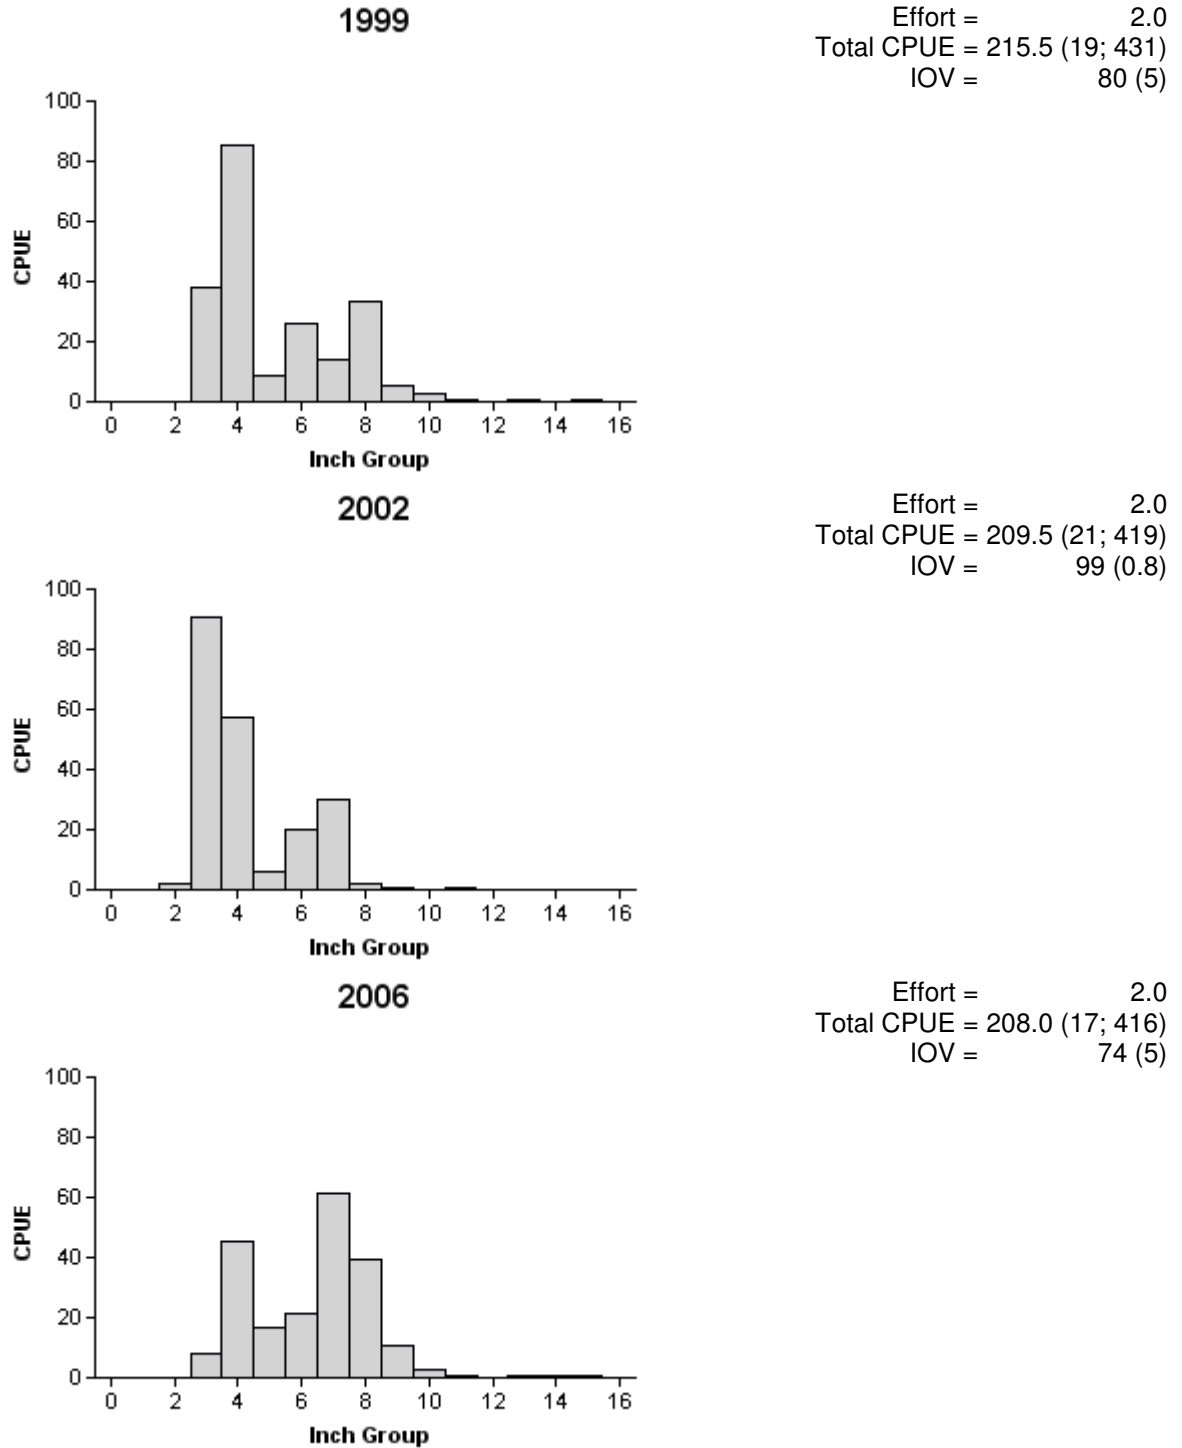 1999
Effort = 2.0
Total CPUE = 215.5 (19; 431)
IOV = 80 (5)
100
80
60
40
20
0
CPUE
0 2 4 6 8 10 12 14 16
Inch Group
2002
Effort = 2.0
Total CPUE = 209.5 (21; 419)
IOV = 99 (0.8)
100
80
60
40
20
0
CPUE
0 2 4 6 8 10 12 14 16
Inch Group
2006
Effort = 2.0
Total CPUE = 208.0 (17; 416)
IOV = 74 (5)
100
80
60
40
20
0
CPUE
0 2 4 6 8 10 12 14 16
Inch Group